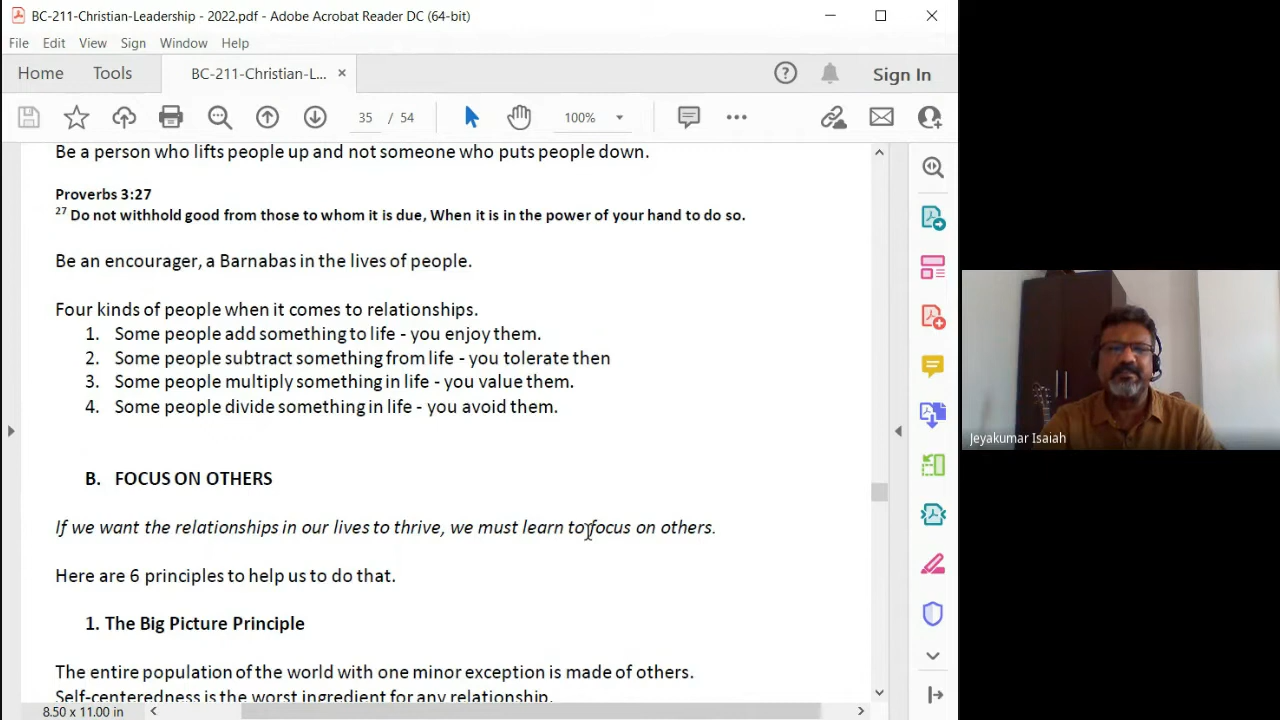 BC-211-Christian-Leadership - 2022.pdf - Adobe Acrobat Reader DC (64-bit)
File Edit View Sign Window Help
Home Tools BC-211-Christian-L... × Sign In
35 / 54 100%
Be a person who lifts people up and not someone who puts people down.
Proverbs 3:27
27 Do not withhold good from those to whom it is due, When it is in the power of your hand to do so.
Be an encourager, a Barnabas in the lives of people.
Four kinds of people when it comes to relationships.
1. Some people add something to life - you enjoy them.
2. Some people subtract something from life - you tolerate then
3. Some people multiply something in life - you value them.
4. Some people divide something in life - you avoid them.
Jeyakumar Isaiah
B. FOCUS ON OTHERS
If we want the relationships in our lives to thrive, we must learn to focus on others.
Here are 6 principles to help us to do that.
1. The Big Picture Principle
The entire population of the world with one minor exception is made of others.
Self-centeredness is the worst ingredient for any relationship.
8.50 x 11.00 in